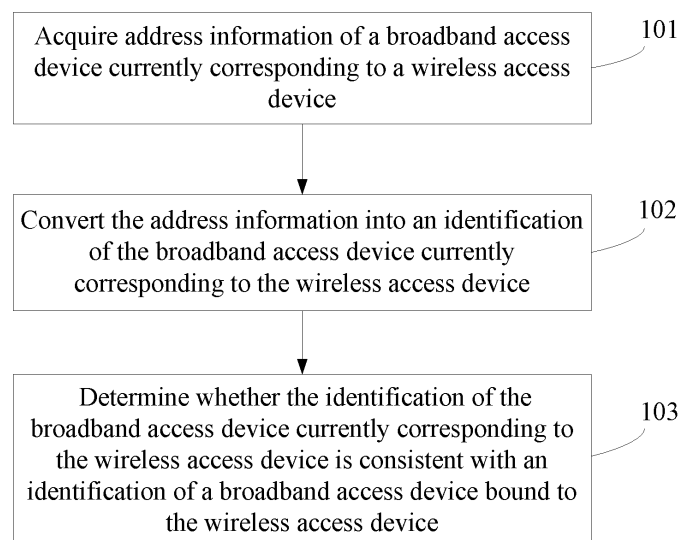 Acquire address information of a broadband access
device currently corresponding to a wireless access
device
101
Convert the address information into an identification
of the broadband access device currently
corresponding to the wireless access device
102
Determine whether the identification of the
broadband access device currently corresponding to
the wireless access device is consistent with an
identification of a broadband access device bound to
the wireless access device
103